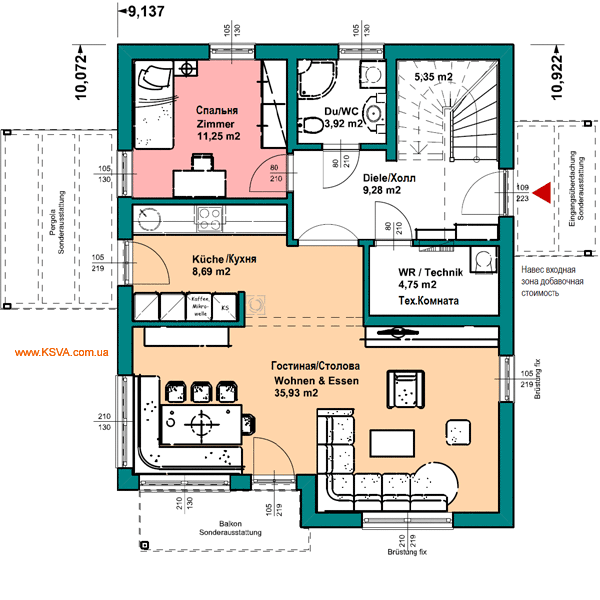 9,137
10,072
10,922
105
130
105
130
5,35 m2
Спальня
Zimmer
11,25 m2
Du/WC
3,92 m2
80
210
80
210
105
130
Diele/Холл
9,28 m2
109
223
Eingangsüberdachung
Sonderausstattung
Pergola
Sonderausstattung
80
210
Küche/Кухня
8,69 m2
105
219
WR / Technik
4,75 m2
Тех.Комната
Навес входная
зона добавочная
стоимость
Kaffee,
Mikro-
welle
KS
www.KSVA.com.ua
Гостиная/Столова
Wohnen & Essen
35,93 m2
105
219
Brüstung fix
210
130
210
130
105
219
Balkon
Sonderausstattung
210
219
Brüstung fix